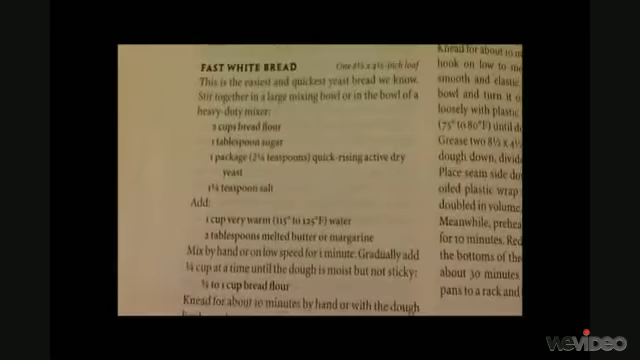 FAST WHITE BREAD One 8½ x 4½-inch loaf
This is the easiest and quickest yeast bread we know.
Stir together in a large mixing bowl or in the bowl of a
heavy-duty mixer:
2 cups bread flour
1 tablespoon sugar
1 package (2¼ teaspoons) quick-rising active dry
yeast
1¼ teaspoon salt
Add:
1 cup very warm (115° to 125°F) water
2 tablespoons melted butter or margarine
Mix by hand or on low speed for 1 minute. Gradually add
¼ cup at a time until the dough is moist but not sticky:
¾ to 1 cup bread flour
Knead for about 10 minutes by hand or with the dough
Knead for about 10 m
hook on low to me
smooth and elastic
bowl and turn it o
loosely with plastic
(75° to 80°F) until d
Grease two 8½ x 4½
dough down, divid
Place seam side do
oiled plastic wrap
doubled in volume,
Meanwhile, prehea
for 10 minutes. Red
the bottoms of the
about 30 minutes
pans to a rack and
WEVIDEO